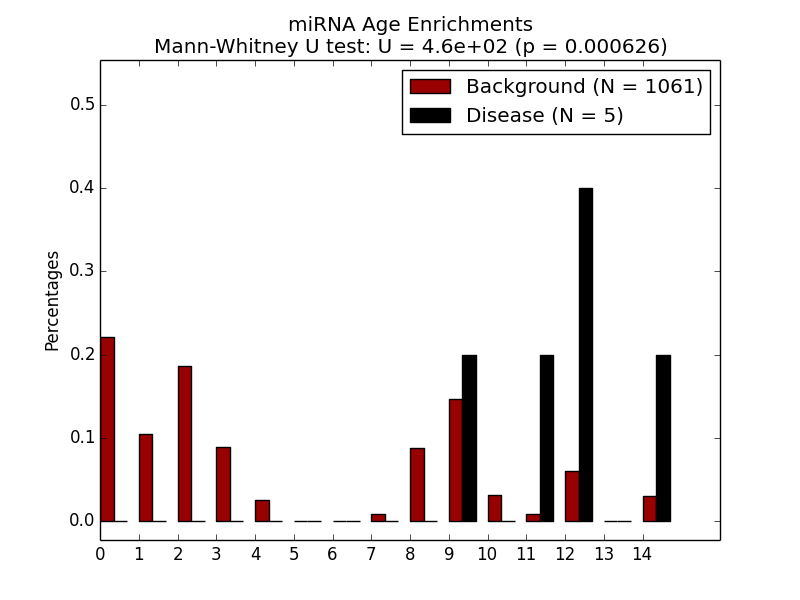 miRNA Age Enrichments
Mann-Whitney U test: U = 4.6e+02 (p = 0.000626)
Background (N = 1061)
Disease (N = 5)
Percentages
0.5
0.4
0.3
0.2
0.1
0.0
0 1 2 3 4 5 6 7 8 9 10 11 12 13 14